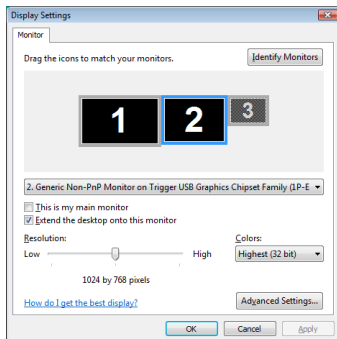 Display Settings
Monitor
Drag the icons to match your monitors.
Identify Monitors
1
2
3
2. Generic Non-PnP Monitor on Trigger USB Graphics Chipset Family (1P-E
This is my main monitor
Extend the desktop onto this monitor
Resolution:
Colors:
Low
High
Highest (32 bit)
1024 by 768 pixels
How do I get the best display?
Advanced Settings...
OK
Cancel
Apply